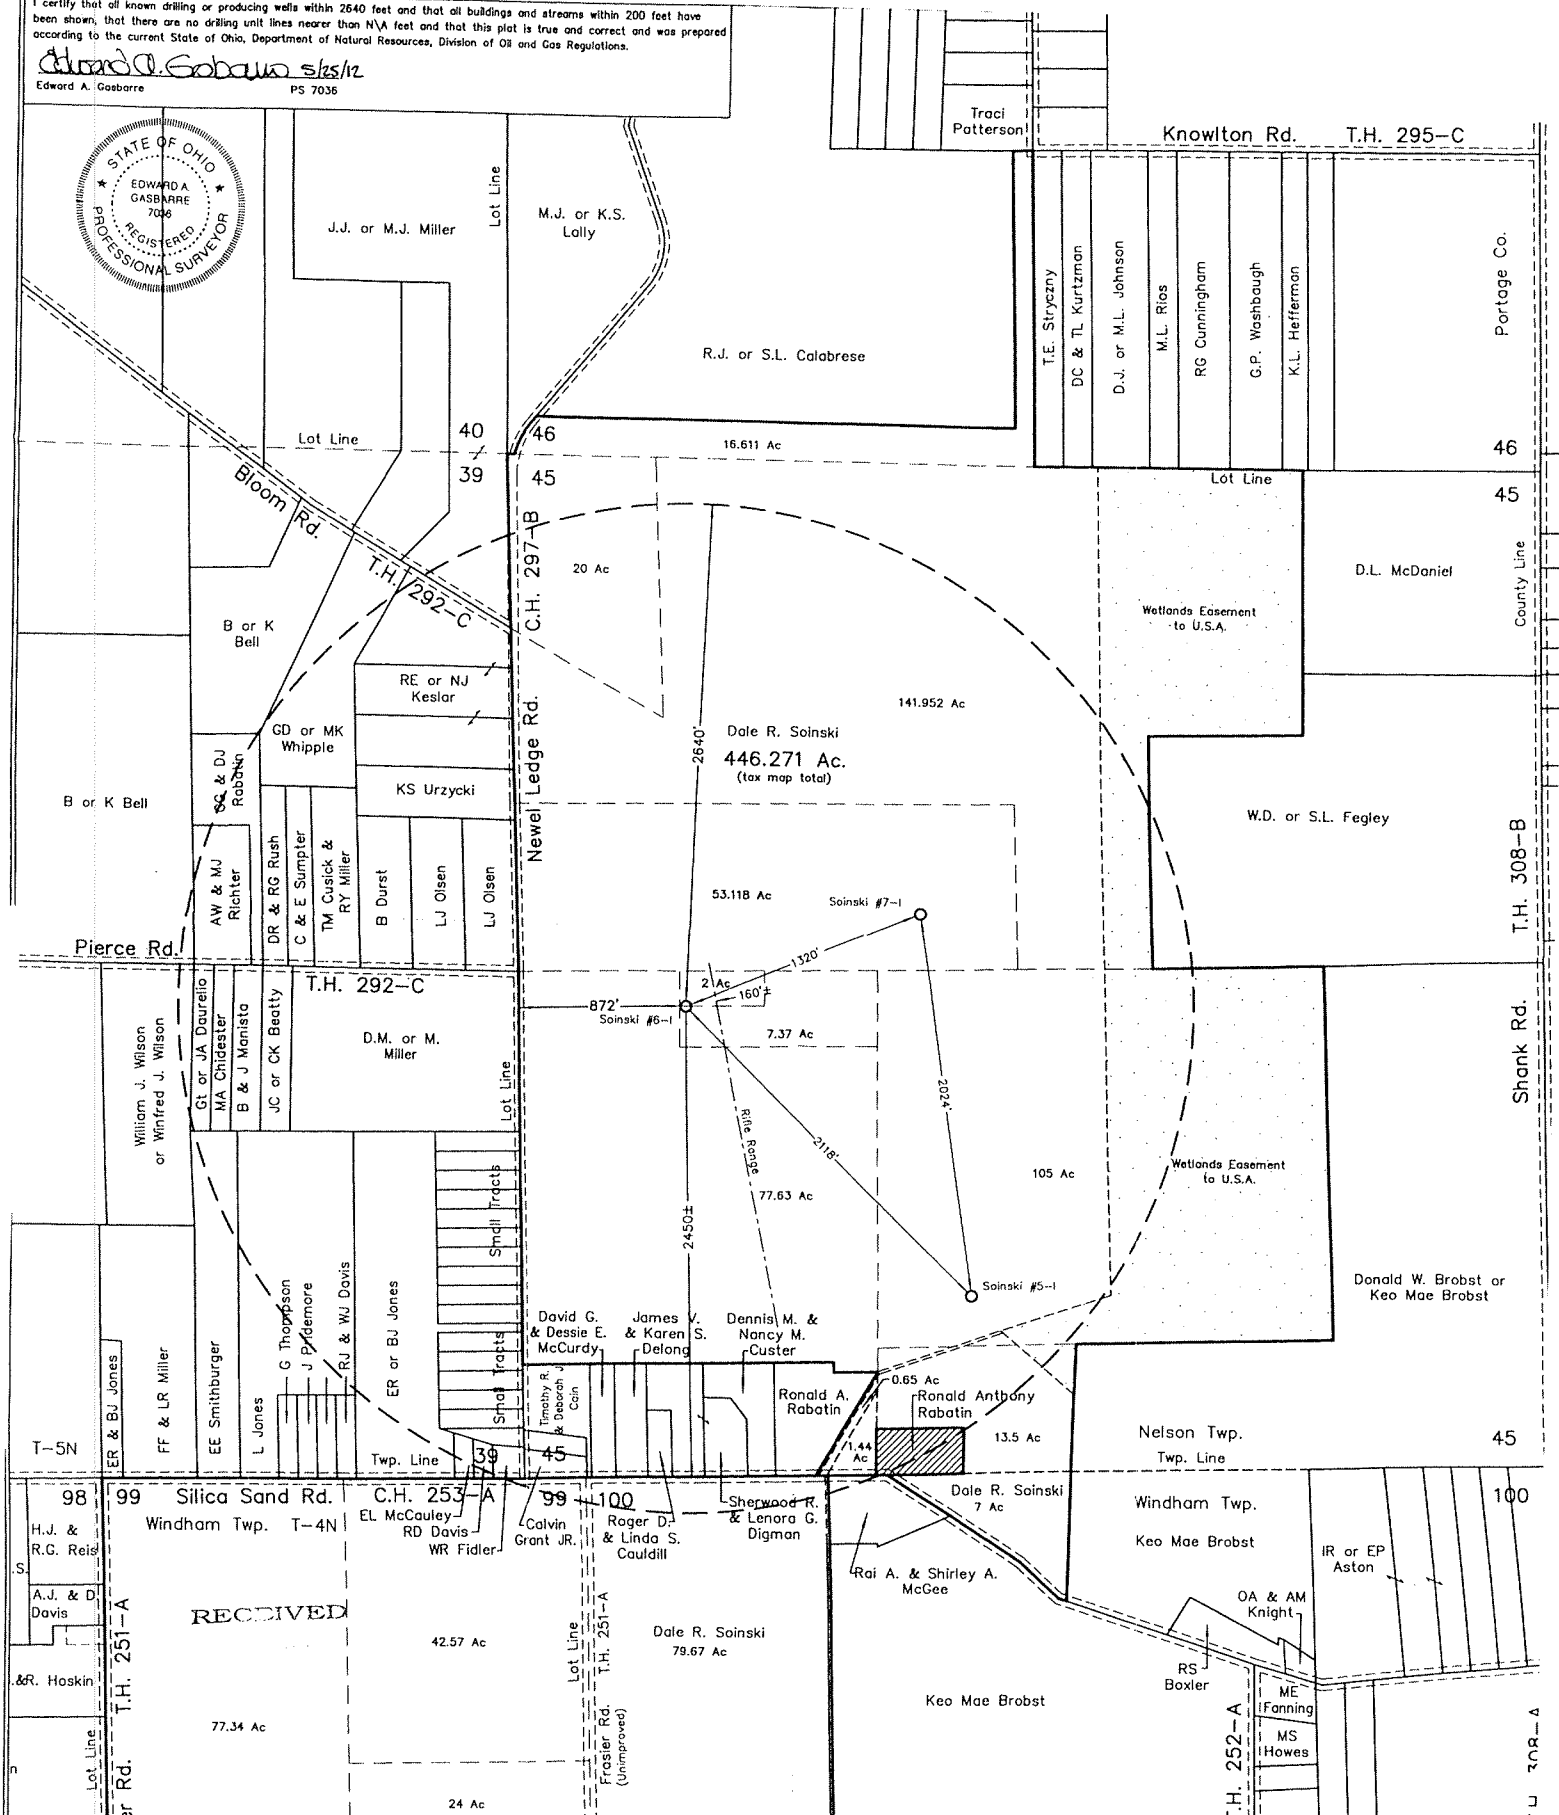 I certify that all known drilling or producing wells within 2640 feet and that all buildings and streams within 200 feet have
been shown, that there are no drilling unit lines nearer than N\A feet and that this plat is true and correct and was prepared
according to the current State of Ohio, Department of Natural Resources, Division of Oil and Gas Regulations.
5/25/12
Edward A. Gasbarre PS 7036
STATE OF OHIO
EDWARD A.
GASBARRE
7036
REGISTERED
PROFESSIONAL SURVEYOR
Traci
Patterson
Knowlton Rd. T.H. 295-C
J.J. or M.J. Miller
Lot Line
M.J. or K.S.
Lally
R.J. or S.L. Calabrese
T.E. Stryczny
DC & TL Kurtzman
D.J. or M.L. Johnson
M.L. Rios
RG Cunningham
G.P. Washbaugh
K.L. Hefferman
Portage Co.
Lot Line
40
46
16.611 Ac
46
39
45
Lot Line
45
Bloom Rd.
T.H. 292-C
C.H. 297-B
20 Ac
Wetlands Easement
to U.S.A.
D.L. McDaniel
County Line
B or K
Bell
RE or NJ
Keslar
141.952 Ac
GD or MK
Whipple
Newel Ledge Rd.
2640'
Dale R. Soinski
446.271 Ac.
(tax map total)
B or K Bell
SG & DJ
Rabatin
KS Urzycki
W.D. or S.L. Fegley
T.H. 308-B
AW & MJ
Richter
DR & RG Rush
C & E Sumpter
TM Cusick &
RY Miller
B Durst
LJ Olsen
LJ Olsen
53.118 Ac
Soinski #7-I
Pierce Rd.
T.H. 292-C
1320'
2 Ac
160'±
872'
Soinski #6-I
7.37 Ac
William J. Wilson
or Winfred J. Wilson
Gt or JA Daurelio
MA Chidester
B & J Manista
JC or CK Beatty
D.M. or M.
Miller
Lot Line
Shank Rd.
2024'
Rifle Range
2118'
105 Ac
Wetlands Easement
to U.S.A.
77.63 Ac
Small Tracts
2450±
Soinski #5-I
Donald W. Brobst or
Keo Mae Brobst
G Thompson
J Pridemore
RJ & WJ Davis
ER or BJ Jones
David G.
& Dessie E.
McCurdy
James V.
& Karen S.
Delong
Dennis M. &
Nancy M.
Custer
ER & BJ Jones
FF & LR Miller
EE Smithburger
L Jones
Small Tracts
Timothy R.
& Deborah J.
Cain
Ronald A.
Rabatin
0.65 Ac
Ronald Anthony
Rabatin
T-5N
Twp. Line
39
45
1.44
Ac
13.5 Ac
Nelson Twp.
Twp. Line
45
98
99
Silica Sand Rd. C.H. 253-A
99
100
Dale R. Soinski
7 Ac
Windham Twp.
100
Windham Twp. T-4N
EL McCauley
RD Davis
WR Fidler
Calvin
Grant JR.
Roger D.
& Linda S.
Cauldill
Sherwood R.
& Lenora G.
Digman
Keo Mae Brobst
H.J. &
R.G. Reis
.S.
Rai A. & Shirley A.
McGee
IR or EP
Aston
A.J. & D
Davis
RECEIVED
OA & AM
Knight
42.57 Ac
Dale R. Soinski
79.67 Ac
.&R. Hoskin
T.H. 251-A
Lot Line
T.H. 251-A
RS
Boxler
Keo Mae Brobst
ME
Fanning
77.34 Ac
Frasier Rd.
(Unimproved)
MS
Howes
Lot Line
er Rd.
24 Ac
T.H. 252-A
308-A
n